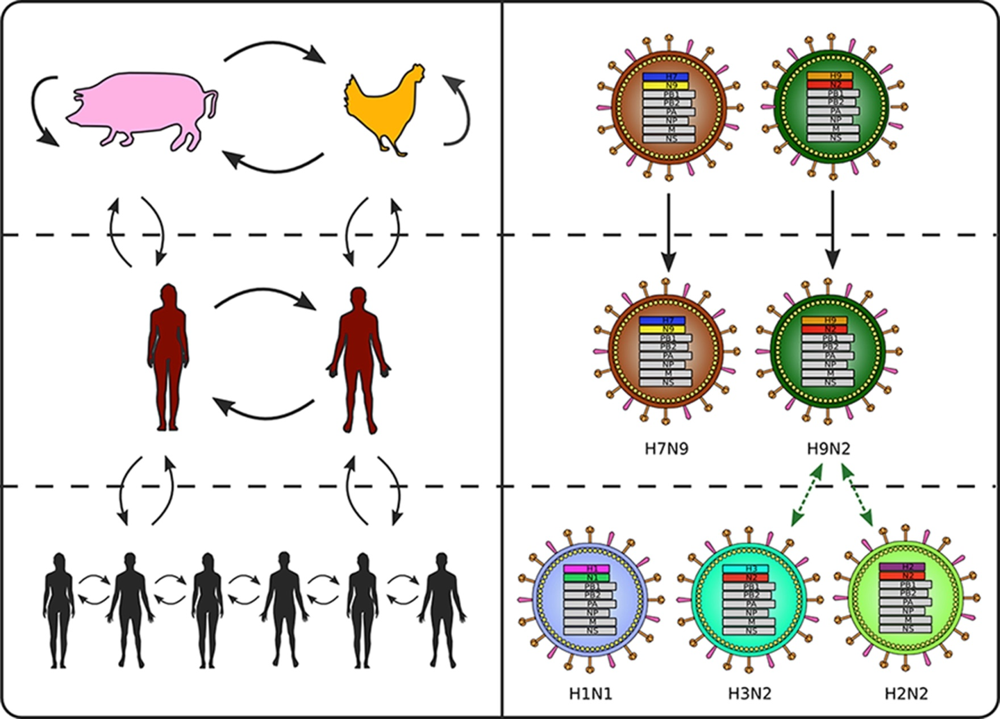 H7
N9
PB1
PB2
PA
NP
M
NS
H9
N2
PB1
PB2
PA
NP
M
NS
H7
N9
PB1
PB2
PA
NP
M
NS
H9
N2
PB1
PB2
PA
NP
M
NS
H7N9
H9N2
H1
N1
PB1
PB2
PA
NP
M
NS
H3
N2
PB1
PB2
PA
NP
M
NS
H2
N2
PB1
PB2
PA
NP
M
NS
H1N1
H3N2
H2N2